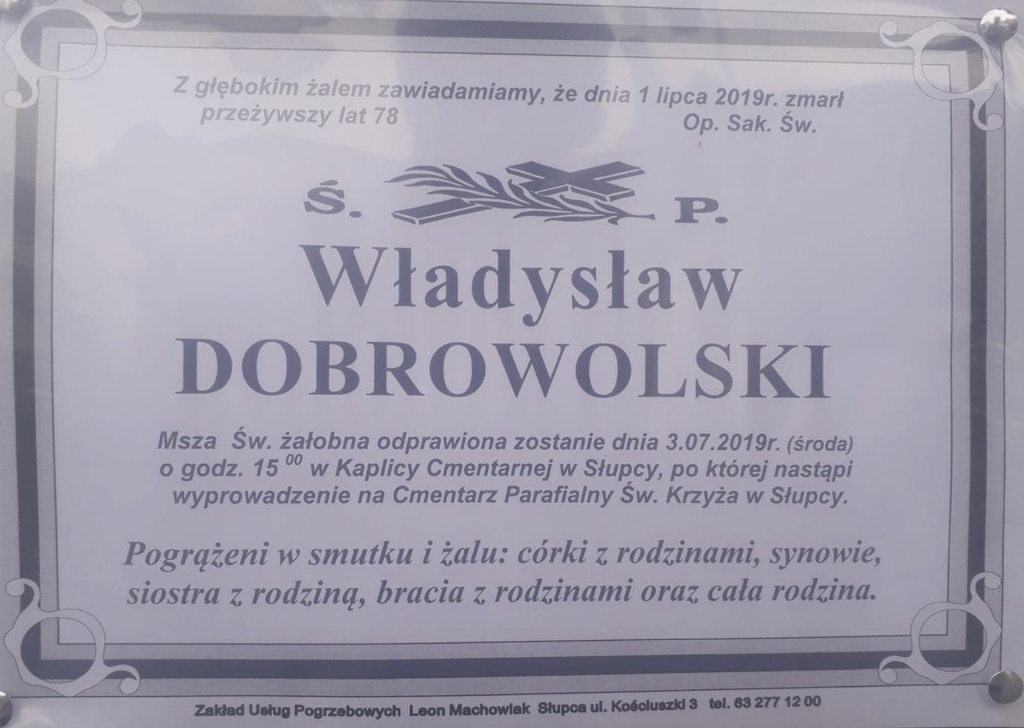 Z głębokim żalem zawiadamiamy, że dnia 1 lipca 2019r. zmarł
przeżywszy lat 78 Op. Sak. Św.
Ś. P.
Władysław
DOBROWOLSKI
Msza Św. żałobna odprawiona zostanie dnia 3.07.2019r. (środa)
o godz. 15 00 w Kaplicy Cmentarnej w Słupcy, po której nastąpi
wyprowadzenie na Cmentarz Parafialny Św. Krzyża w Słupcy.
Pogrążeni w smutku i żalu: córki z rodzinami, synowie,
siostra z rodziną, bracia z rodzinami oraz cała rodzina.
Zakład Usług Pogrzebowych Leon Machowiak Słupca ul. Kościuszki 3 tel. 63 277 12 00